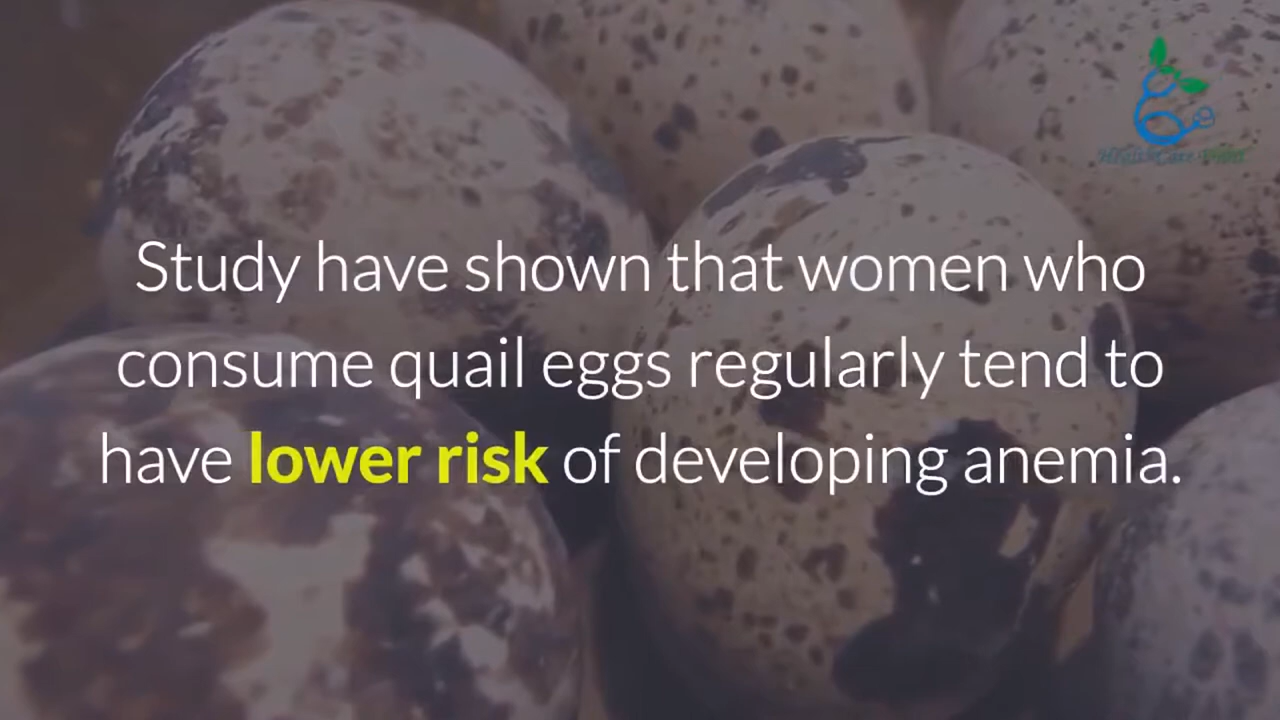 Study have shown that women who
consume quail eggs regularly tend to
have lower risk of developing anemia.